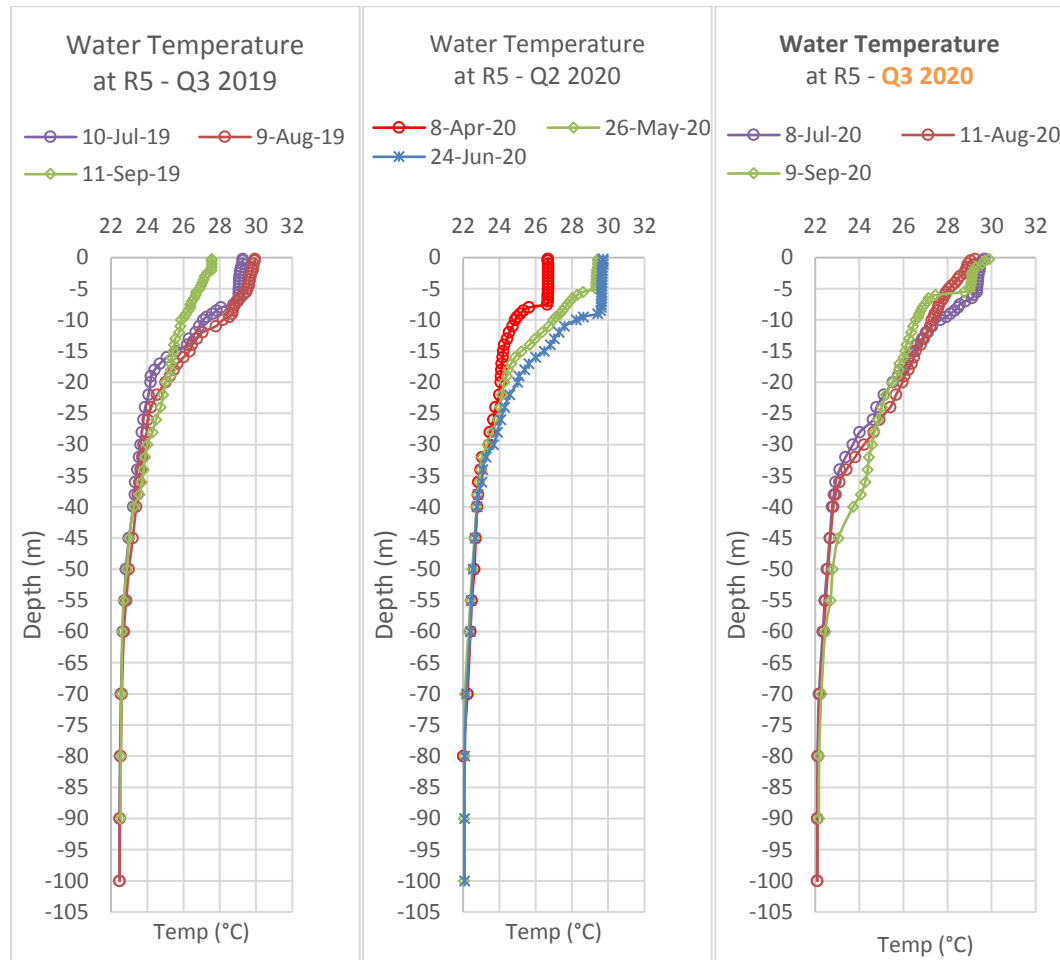 Water Temperature
at R5 - Q3 2019
10-Jul-19
9-Aug-19
11-Sep-19
22 24 26 28 30 32
0
-5
-10
-15
-20
-25
-30
-35
-40
-45
-50
-55
-60
-65
-70
-75
-80
-85
-90
-95
-100
-105
Depth (m)
Temp (°C)
Water Temperature
at R5 - Q2 2020
8-Apr-20
26-May-20
24-Jun-20
22 24 26 28 30 32
0
-5
-10
-15
-20
-25
-30
-35
-40
-45
-50
-55
-60
-65
-70
-75
-80
-85
-90
-95
-100
-105
Depth (m)
Temp (°C)
Water Temperature
at R5 - Q3 2020
8-Jul-20
11-Aug-20
9-Sep-20
22 24 26 28 30 32
0
-5
-10
-15
-20
-25
-30
-35
-40
-45
-50
-55
-60
-65
-70
-75
-80
-85
-90
-95
-100
-105
Depth (m)
Temp (°C)